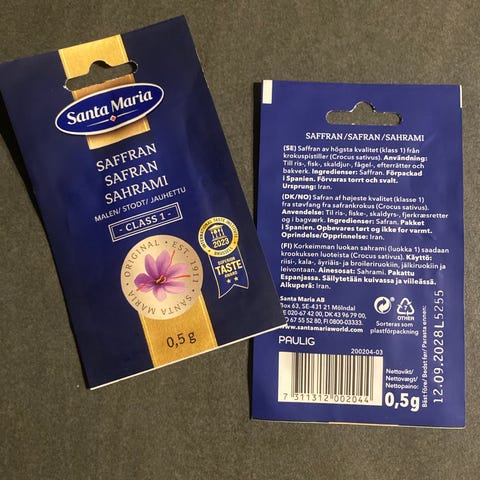 Santa Maria
SAFFRAN
SAFRAN
SAHRAMI
MALEN/ STØDT/ JAUHETTU
- CLASS 1 -
ORIGINAL • EST. 1911 • SANTA MARIA •
2023
SUPERIOR
TASTE
AWARD
0,5 g
SAFFRAN/SAFRAN/SAHRAMI
(SE) Saffran av högsta kvalitet (klass 1) från
krokuspistiller (Crocus sativus). Användning:
Till ris-, fisk-, skaldjur-, fågel-, efterrätter och
bakverk. Ingredienser: Saffran. Förpackad
i Spanien. Förvaras torrt och svalt.
Ursprung: Iran.
(DK/NO) Safran af højeste kvalitet (klasse 1)
fra støvfang fra safrankrokus (Crocus sativus).
Anvendelse: Til ris-, fiske-, skaldyrs-, fjerkræsretter
og i bagværk. Ingredienser: Safran. Pakket
i Spanien. Opbevares tørt og ikke for varmt.
Oprindelse/Opprinnelse: Iran.
(FI) Korkeimman luokan sahrami (luokka 1) saadaan
krookuksen luoteista (Crocus sativus). Käyttö:
riisi-, kala-, äyriäis- ja broileriruokiin, jälkiruokiin ja
leivontaan. Ainesosat: Sahrami. Pakattu
Espanjassa. Säilytetään kuivassa ja viileässä.
Alkuperä: Iran.
Santa Maria AB
Box 63, SE-431 21 Mölndal
E 020-67 42 00, DK 43 96 79 00,
O 67 55 52 80, FI 0800-03333.
www.santamariaworld.com
PAULIG
OTHER
Sorteras som
plastförpackning
200204-03
7 311312 002044
Nettovikt/
Nettovægt/
Nettopaino:
0,5g
Bäst före/ Bedst før/ Parasta ennen:
12.09.2028 L5255